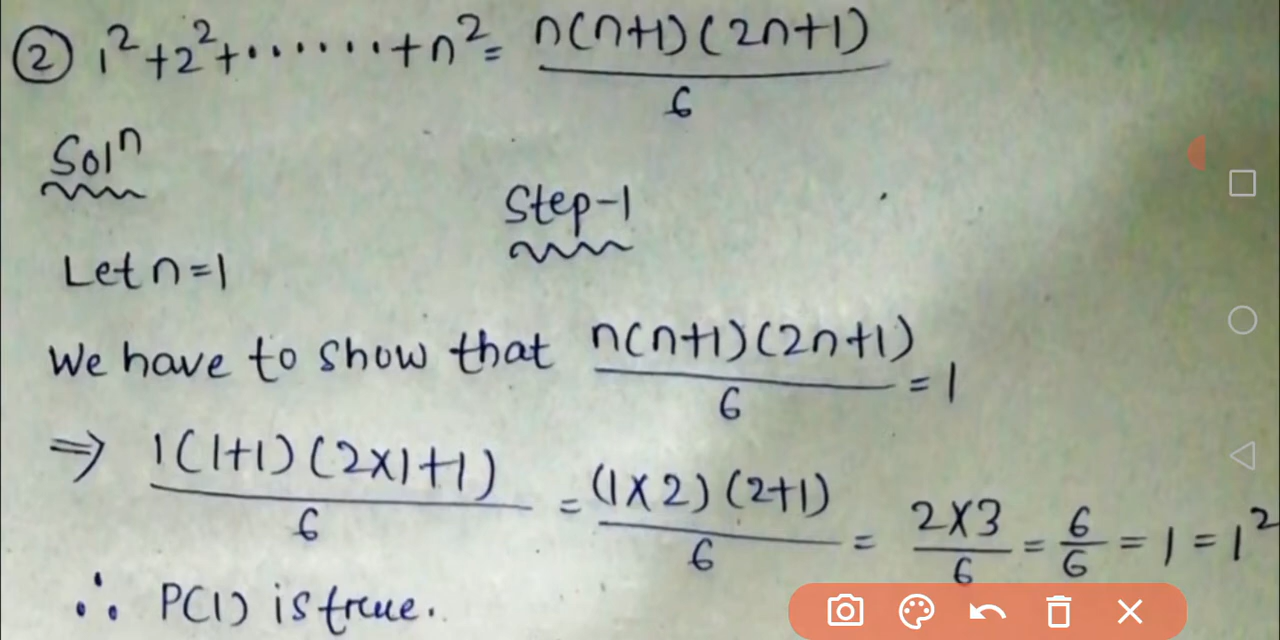 ② 1²+2²+.......+n²= n(n+1)(2n+1)/6
Solⁿ
Step-1
Let n=1
We have to show that n(n+1)(2n+1)/6 = 1
⇒ 1(1+1)(2×1+1)/6 = (1×2)(2+1)/6 = 2×3/6 = 6/6 = 1 = 1²
∴ P(1) is true.